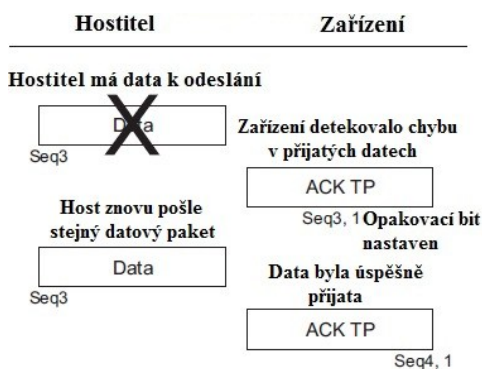 Hostitel
Zařízení
Hostitel má data k odeslání
Data
Seq3
Zařízení detekovalo chybu
v přijatých datech
ACK TP
Seq3, 1 Opakovací bit
nastaven
Host znovu pošle
stejný datový paket
Data
Seq3
Data byla úspěšně
přijata
ACK TP
Seq4, 1